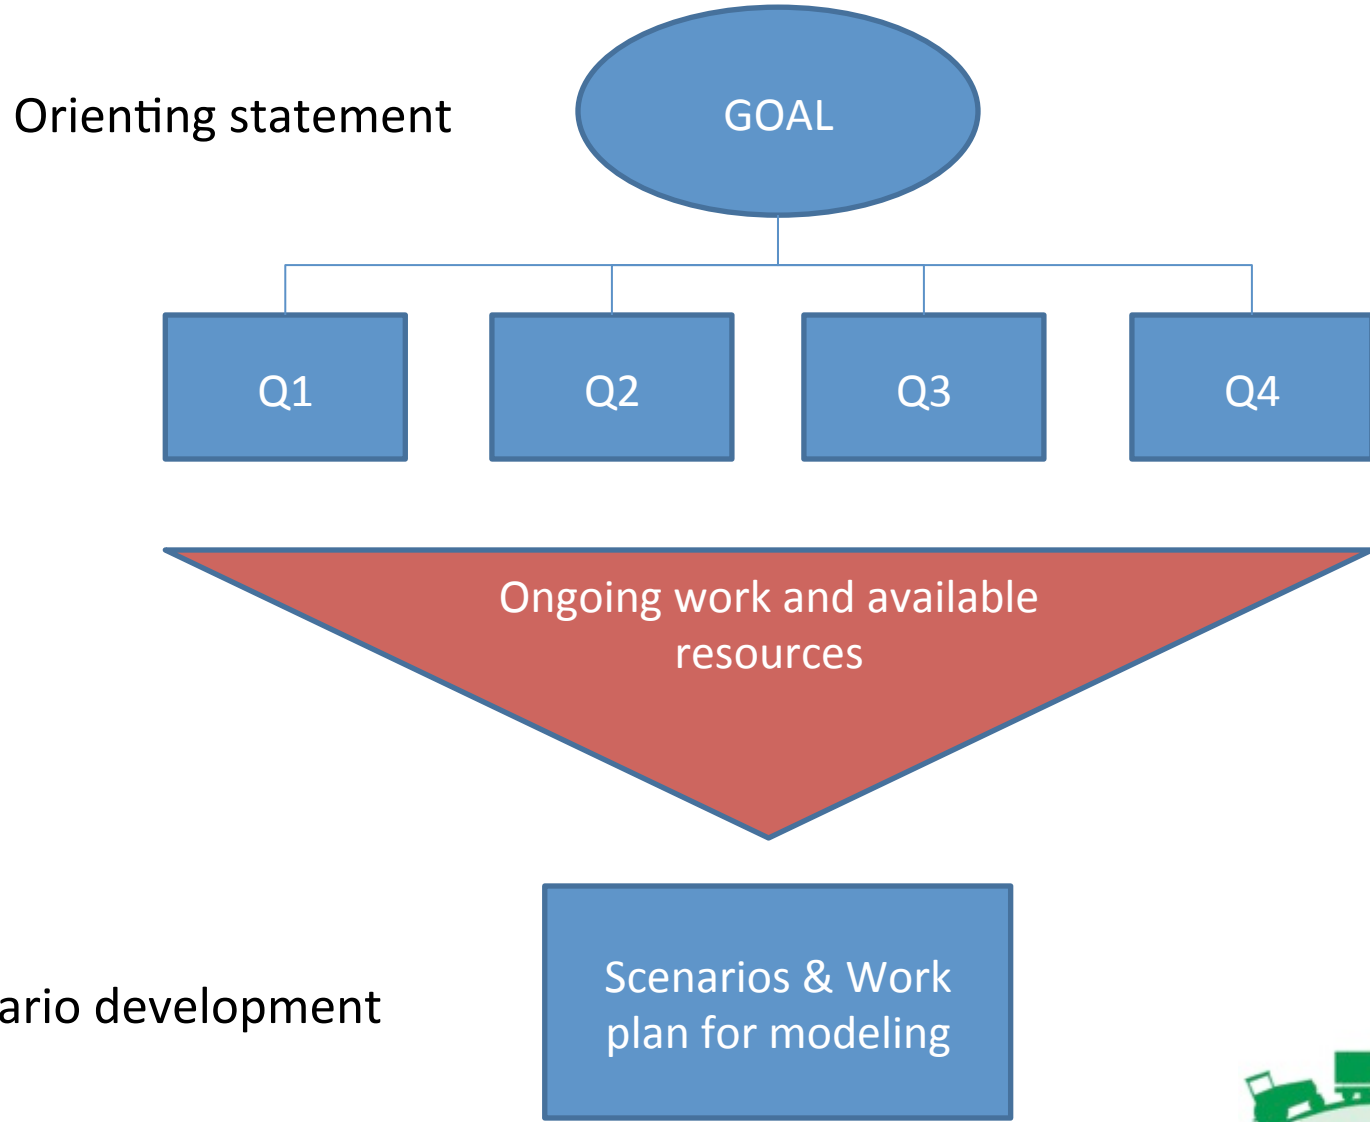 Orienting statement
GOAL
Q1
Q2
Q3
Q4
Ongoing work and available
resources
ario development
Scenarios & Work
plan for modeling